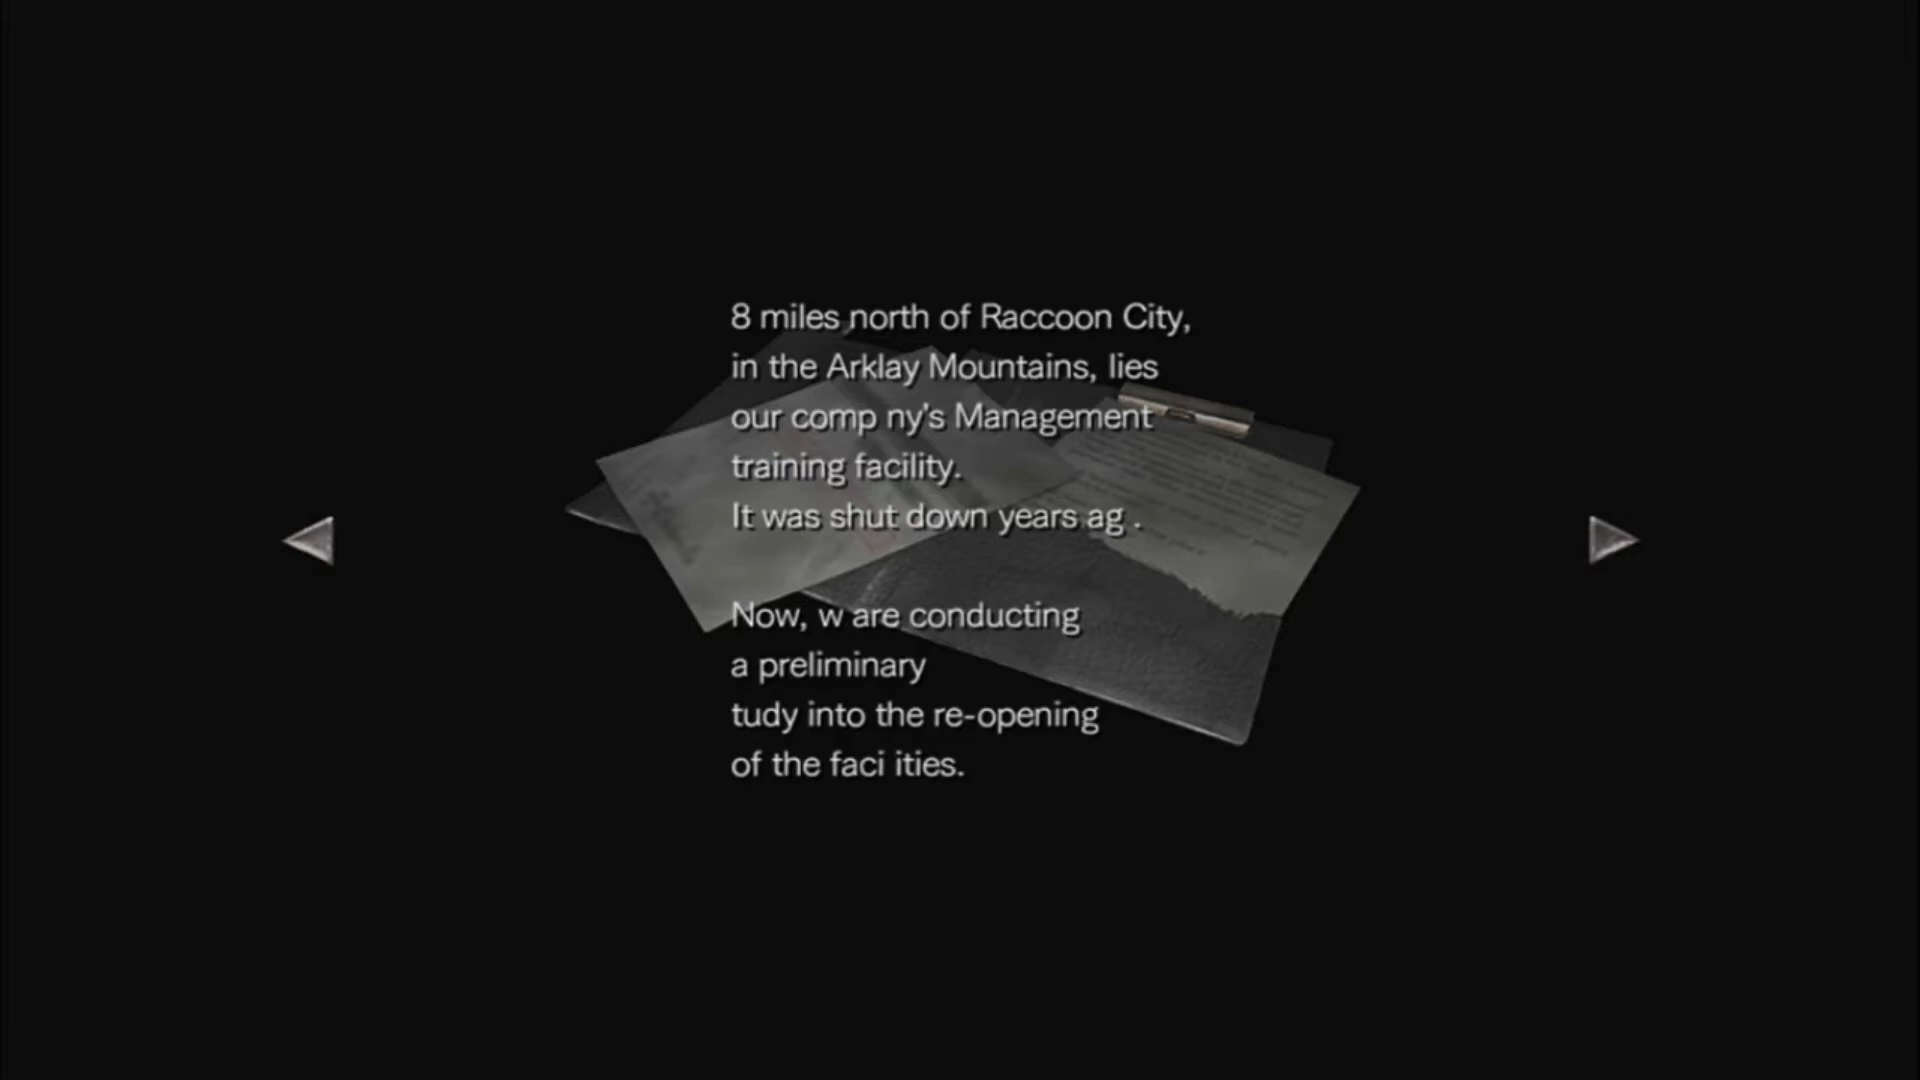 8 miles north of Raccoon City,
in the Arklay Mountains, lies
our comp ny's Management
training facility.
It was shut down years ag .
Now, w are conducting
a preliminary
tudy into the re-opening
of the faci ities.